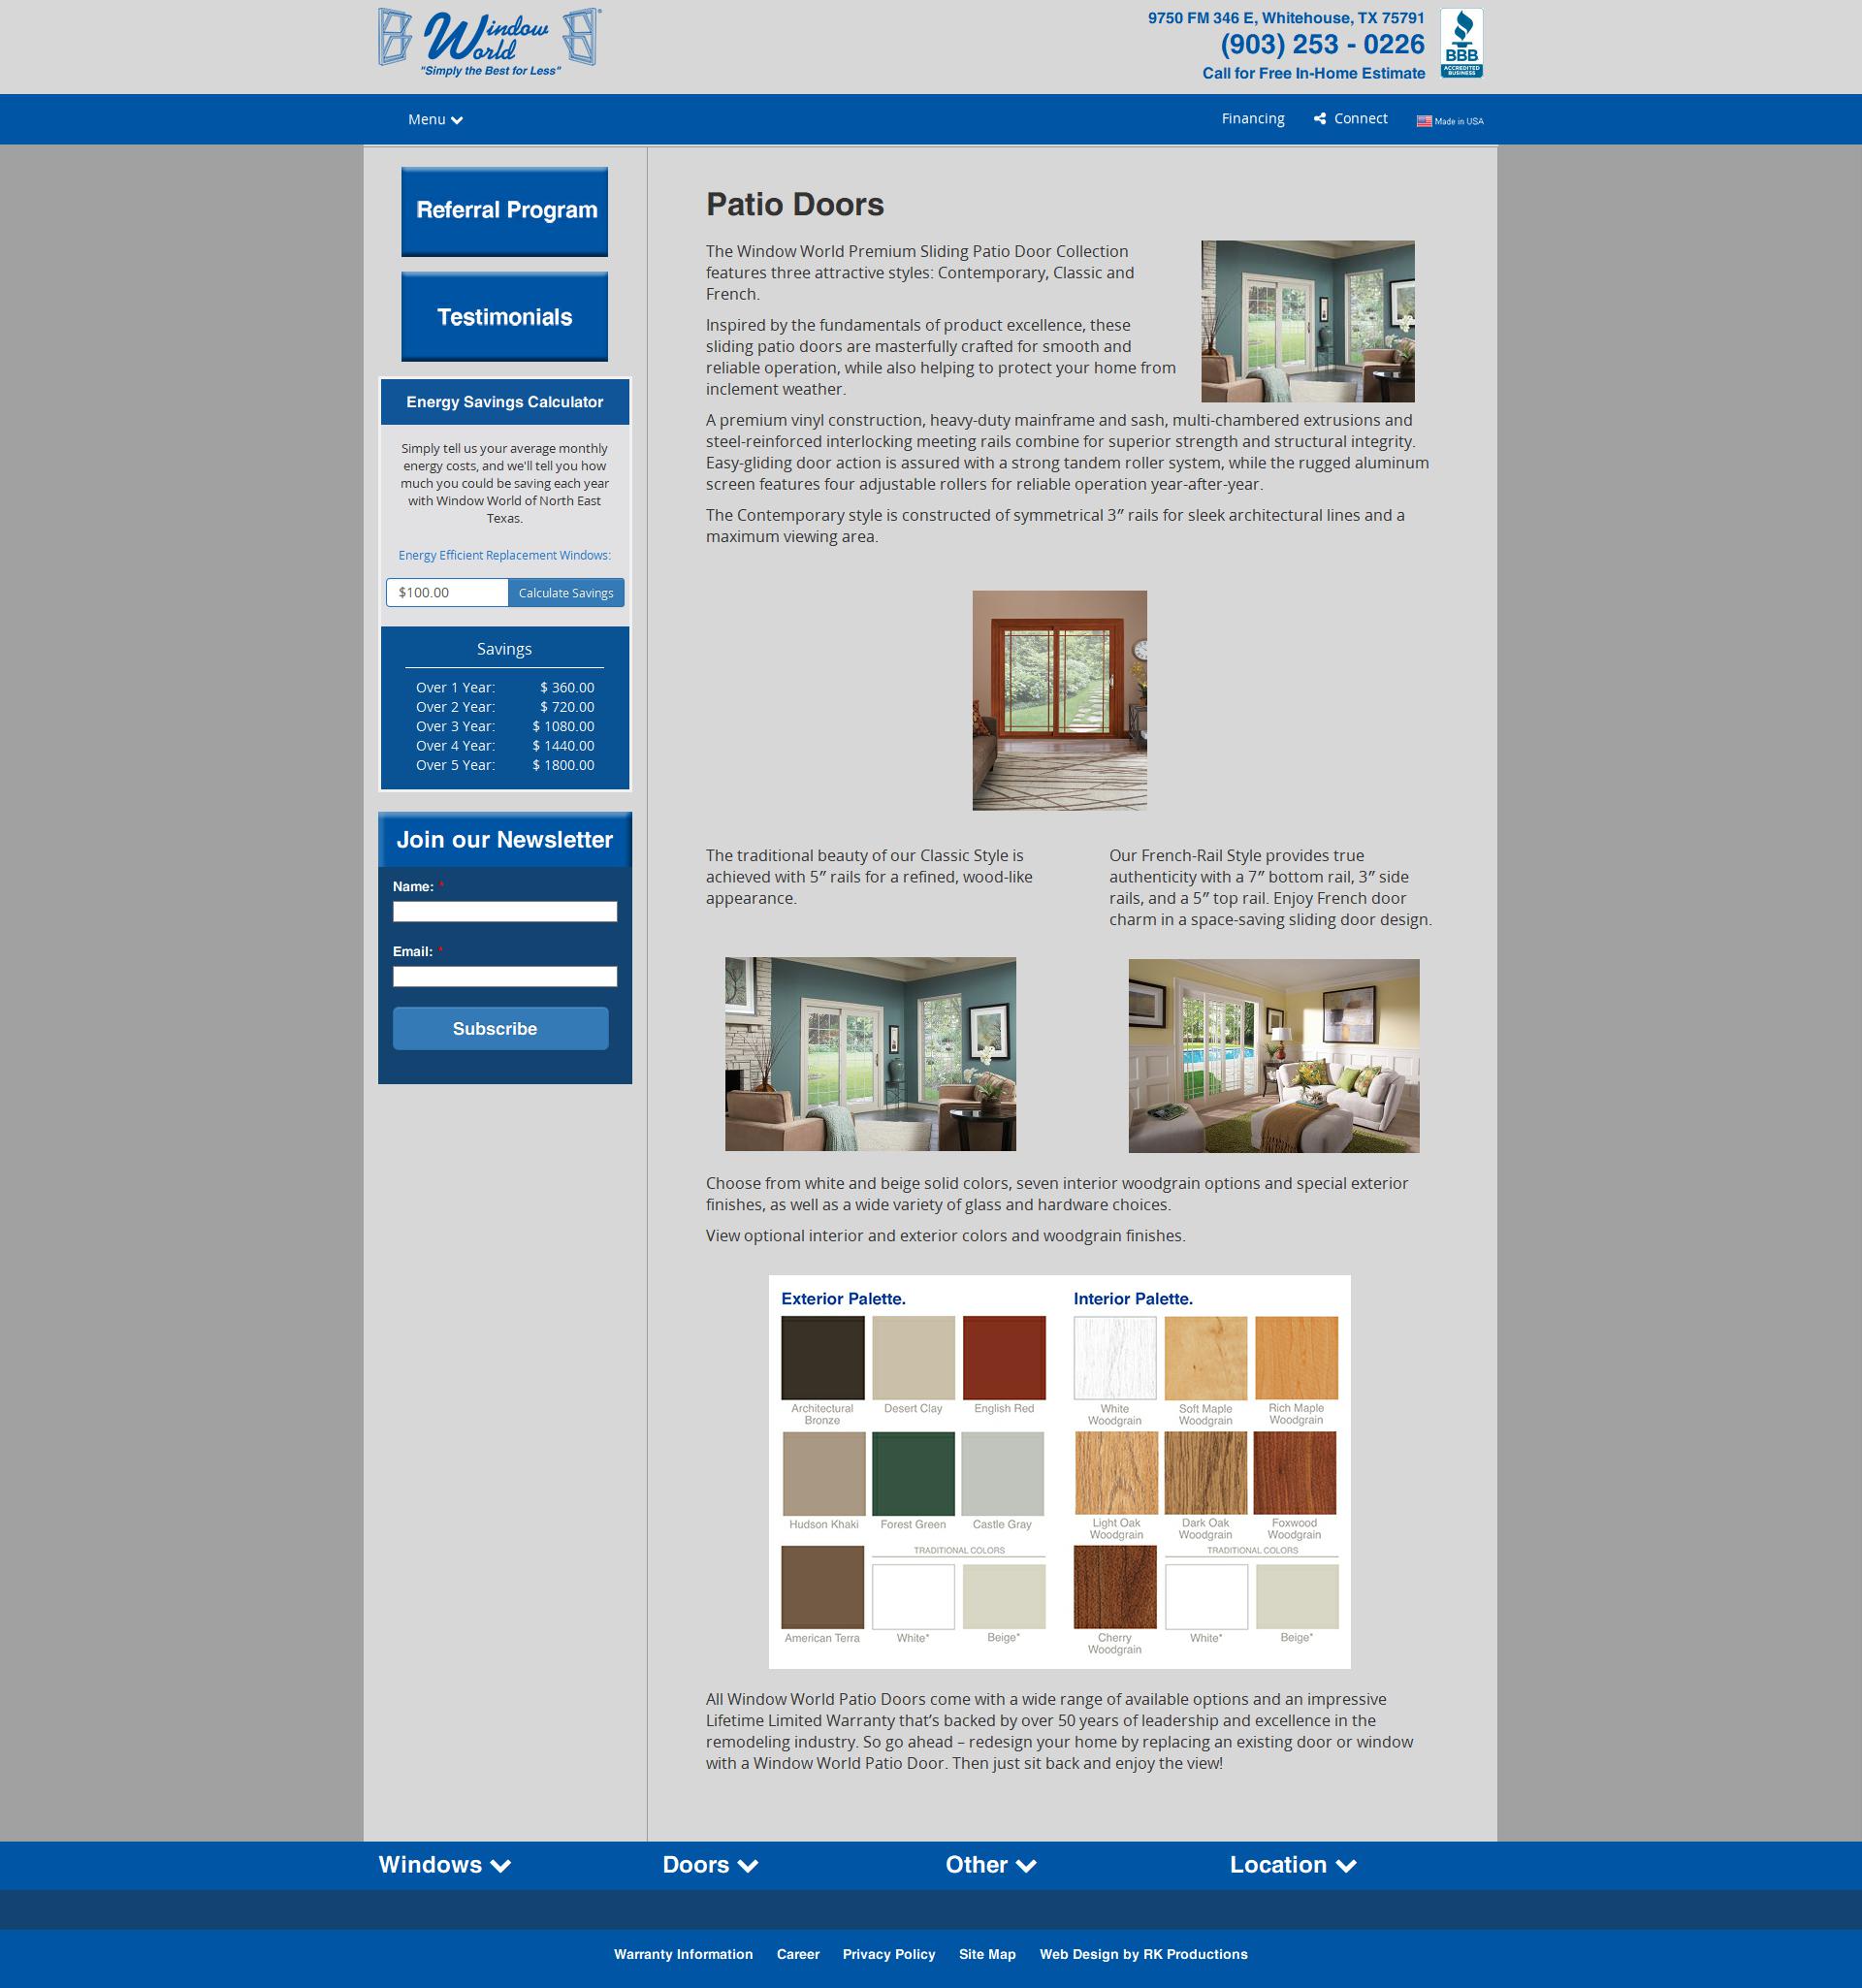 Window World®
"Simply the Best for Less"
9750 FM 346 E, Whitehouse, TX 75791
(903) 253 - 0226
Call for Free In-Home Estimate
BBB
ACCREDITED
BUSINESS
Menu
Financing
Connect
Made in USA
Referral Program
Testimonials
Energy Savings Calculator
Simply tell us your average monthly
energy costs, and we'll tell you how
much you could be saving each year
with Window World of North East
Texas.
Energy Efficient Replacement Windows:
$100.00
Calculate Savings
Savings
Over 1 Year: $ 360.00
Over 2 Year: $ 720.00
Over 3 Year: $ 1080.00
Over 4 Year: $ 1440.00
Over 5 Year: $ 1800.00
Join our Newsletter
Name: *
Email: *
Subscribe
Patio Doors
The Window World Premium Sliding Patio Door Collection
features three attractive styles: Contemporary, Classic and
French.
Inspired by the fundamentals of product excellence, these
sliding patio doors are masterfully crafted for smooth and
reliable operation, while also helping to protect your home from
inclement weather.
A premium vinyl construction, heavy-duty mainframe and sash, multi-chambered extrusions and
steel-reinforced interlocking meeting rails combine for superior strength and structural integrity.
Easy-gliding door action is assured with a strong tandem roller system, while the rugged aluminum
screen features four adjustable rollers for reliable operation year-after-year.
The Contemporary style is constructed of symmetrical 3″ rails for sleek architectural lines and a
maximum viewing area.
The traditional beauty of our Classic Style is
achieved with 5″ rails for a refined, wood-like
appearance.
Our French-Rail Style provides true
authenticity with a 7″ bottom rail, 3″ side
rails, and a 5″ top rail. Enjoy French door
charm in a space-saving sliding door design.
Choose from white and beige solid colors, seven interior woodgrain options and special exterior
finishes, as well as a wide variety of glass and hardware choices.
View optional interior and exterior colors and woodgrain finishes.
Exterior Palette.
Architectural
Bronze
Desert Clay
English Red
Hudson Khaki
Forest Green
Castle Gray
TRADITIONAL COLORS
American Terra
White*
Beige*
Interior Palette.
White
Woodgrain
Soft Maple
Woodgrain
Rich Maple
Woodgrain
Light Oak
Woodgrain
Dark Oak
Woodgrain
Foxwood
Woodgrain
TRADITIONAL COLORS
Cherry
Woodgrain
White*
Beige*
All Window World Patio Doors come with a wide range of available options and an impressive
Lifetime Limited Warranty that’s backed by over 50 years of leadership and excellence in the
remodeling industry. So go ahead – redesign your home by replacing an existing door or window
with a Window World Patio Door. Then just sit back and enjoy the view!
Windows
Doors
Other
Location
Warranty Information
Career
Privacy Policy
Site Map
Web Design by RK Productions